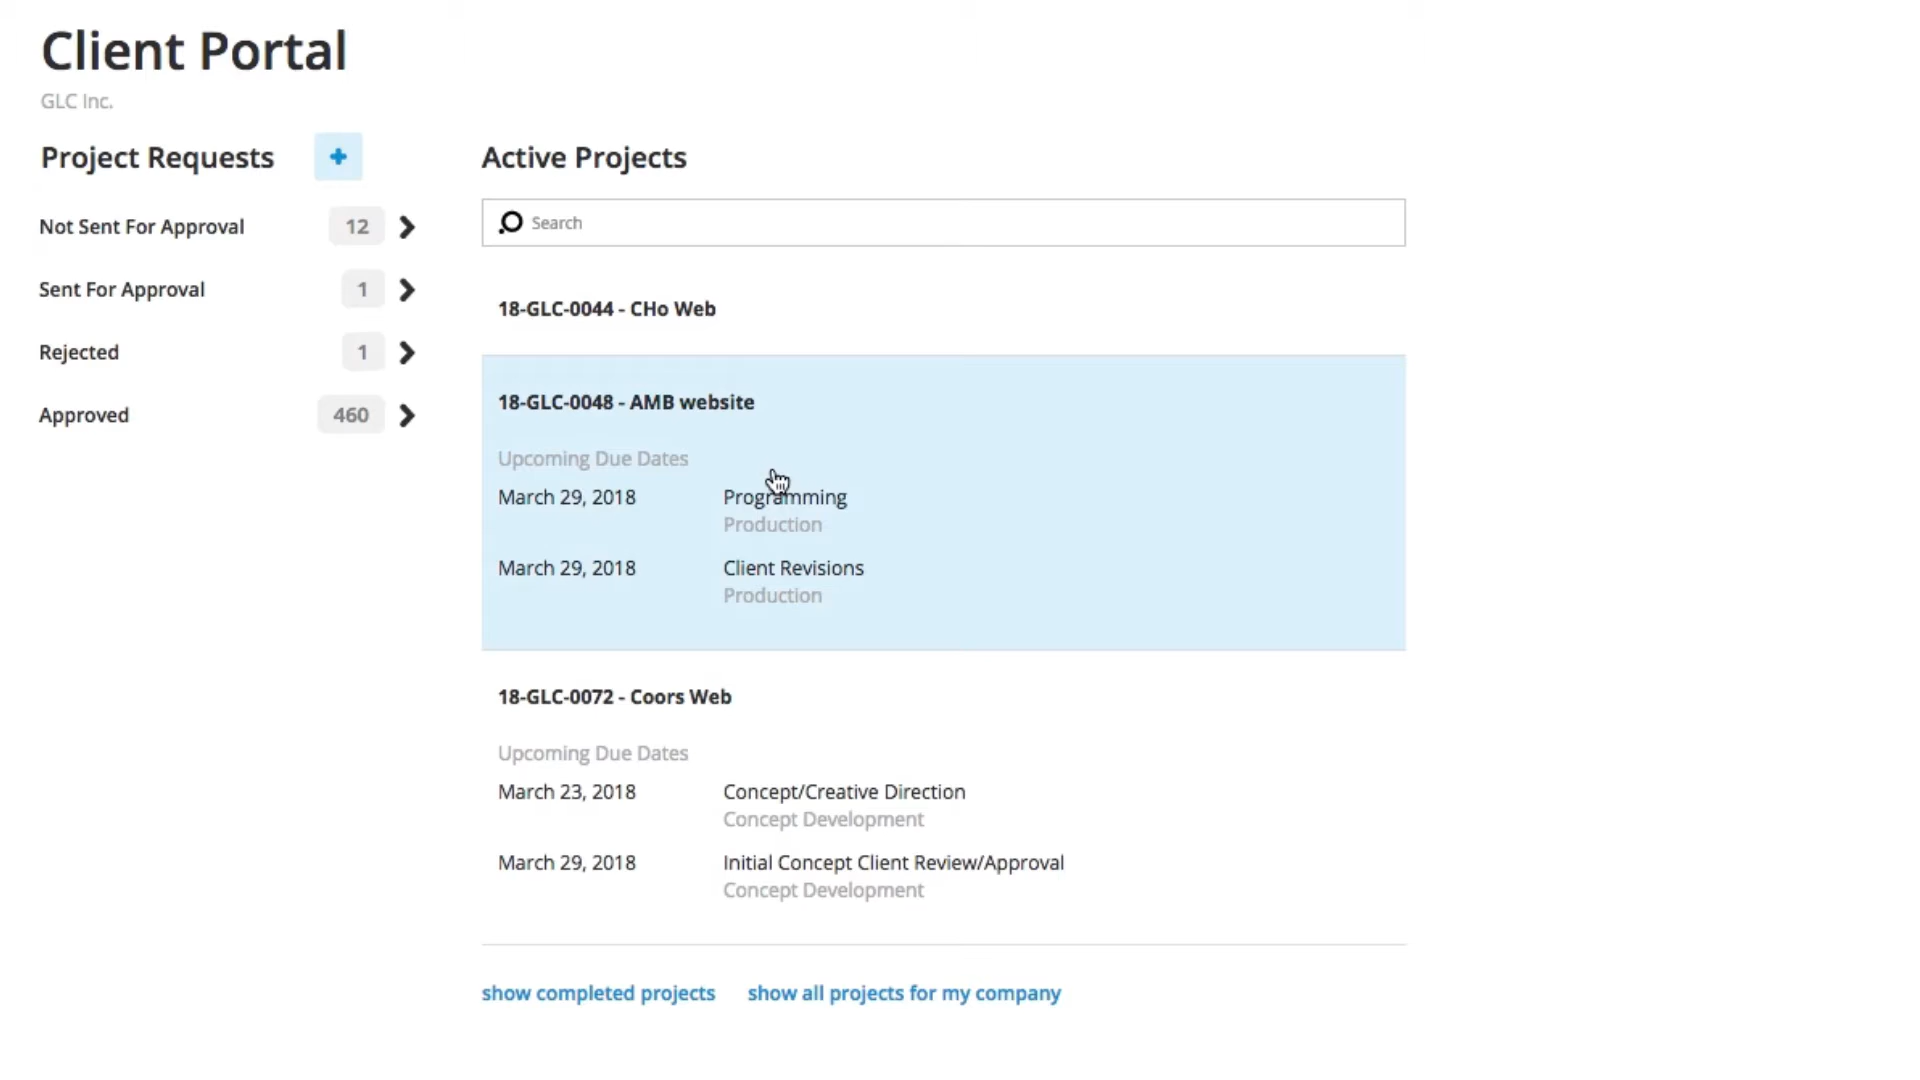 Client Portal
GLC Inc.
Project Requests
Not Sent For Approval 12
Sent For Approval 1
Rejected 1
Approved 460
Active Projects
Search
18-GLC-0044 - CHo Web
18-GLC-0048 - AMB website
Upcoming Due Dates
March 29, 2018 Programming
Production
March 29, 2018 Client Revisions
Production
18-GLC-0072 - Coors Web
Upcoming Due Dates
March 23, 2018 Concept/Creative Direction
Concept Development
March 29, 2018 Initial Concept Client Review/Approval
Concept Development
show completed projects show all projects for my company